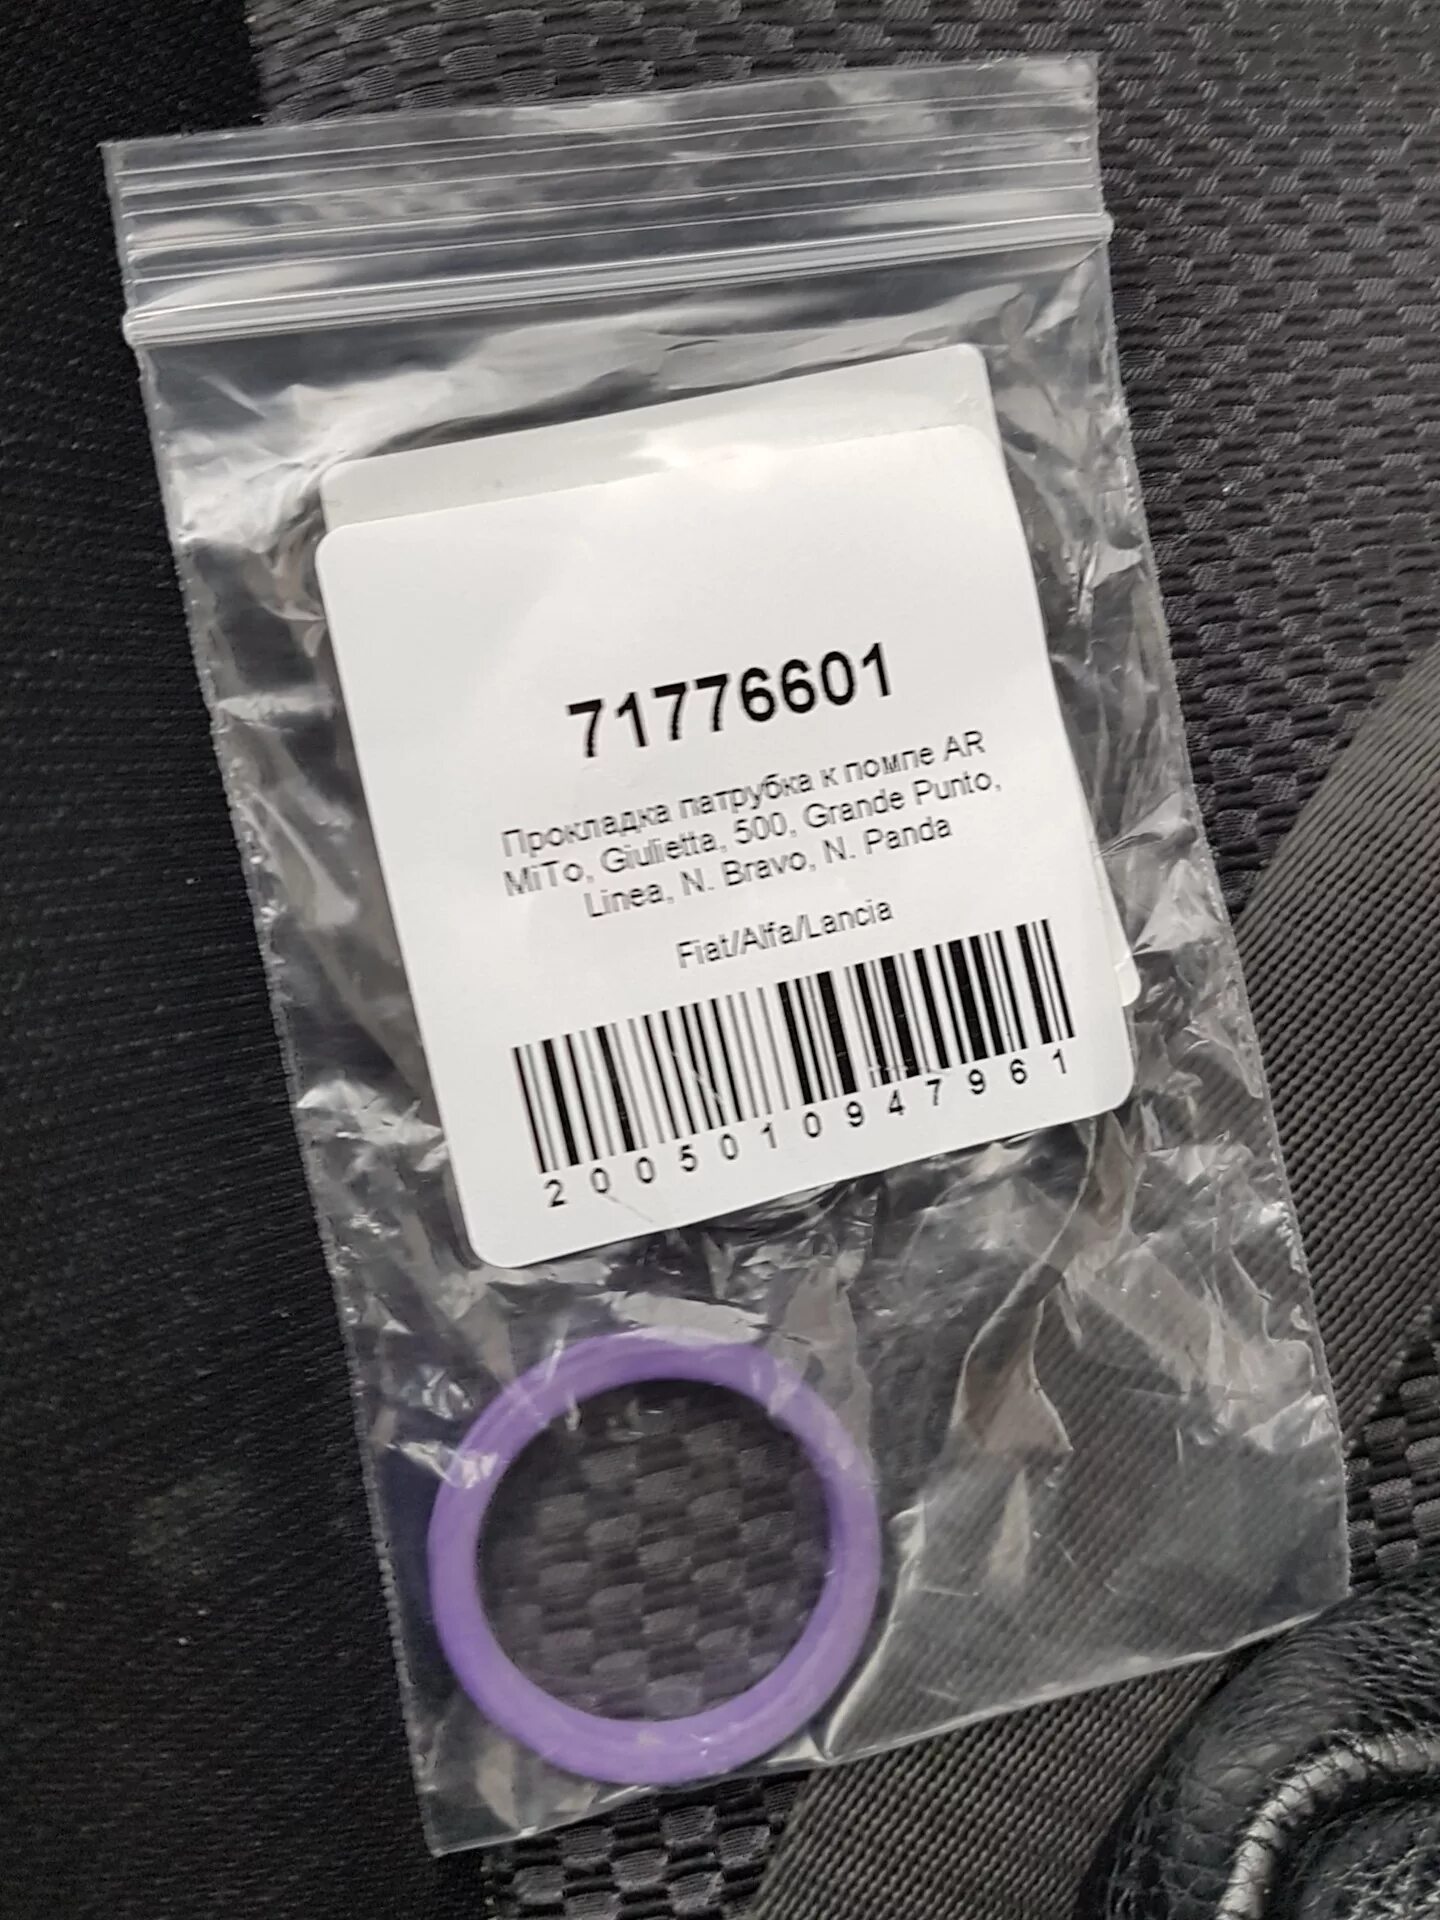 71776601
Прокладка патрубка к помпе AR
MiTo, Giulietta, 500, Grande Punto,
Linea, N. Bravo, N. Panda
Fiat/Alfa/Lancia
2005010947961